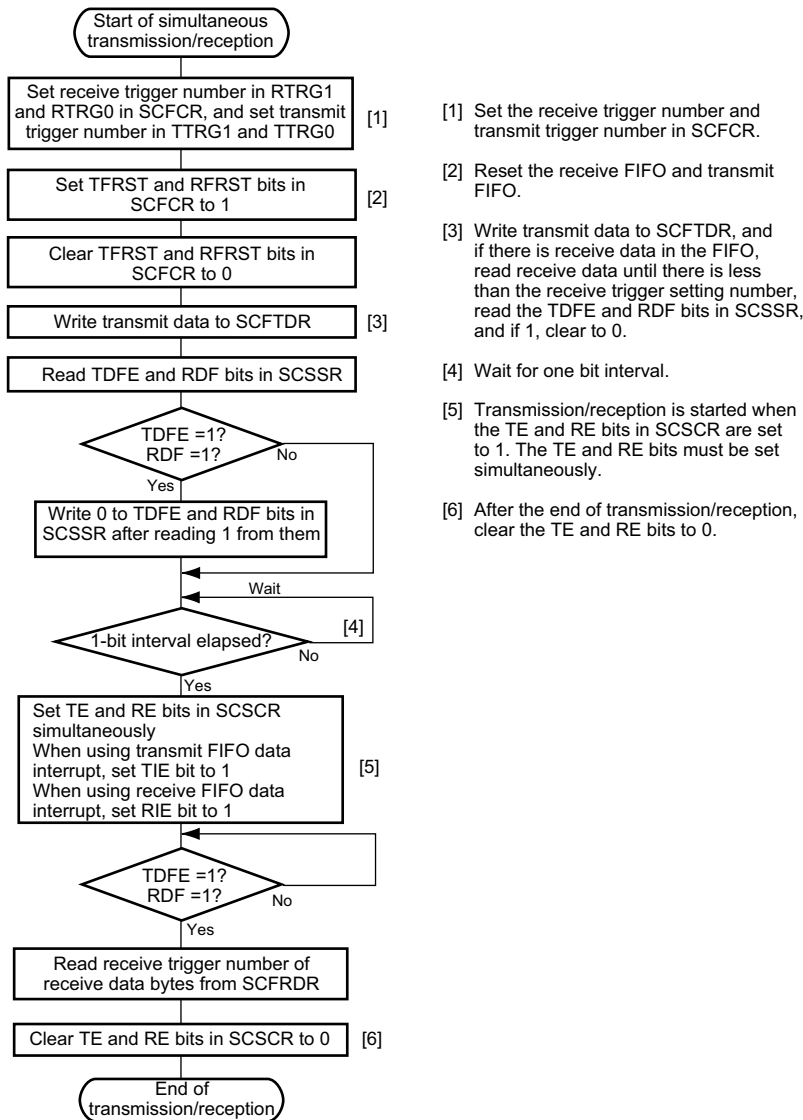 Start of simultaneous
transmission/reception
Set receive trigger number in RTRG1
and RTRG0 in SCFCR, and set transmit
trigger number in TTRG1 and TTRG0
[1]
Set TFRST and RFRST bits in
SCFCR to 1
[2]
Clear TFRST and RFRST bits in
SCFCR to 0
Write transmit data to SCFTDR
[3]
Read TDFE and RDF bits in SCSSR
TDFE =1?
RDF =1?
No
Yes
Write 0 to TDFE and RDF bits in
SCSSR after reading 1 from them
Wait
1-bit interval elapsed?
[4]
No
Yes
Set TE and RE bits in SCSCR
simultaneously
When using transmit FIFO data
interrupt, set TIE bit to 1
When using receive FIFO data
interrupt, set RIE bit to 1
[5]
TDFE =1?
RDF =1?
No
Yes
Read receive trigger number of
receive data bytes from SCFRDR
Clear TE and RE bits in SCSCR to 0
[6]
End of
transmission/reception
[1] Set the receive trigger number and
transmit trigger number in SCFCR.
[2] Reset the receive FIFO and transmit
FIFO.
[3] Write transmit data to SCFTDR, and
if there is receive data in the FIFO,
read receive data until there is less
than the receive trigger setting number,
read the TDFE and RDF bits in SCSSR,
and if 1, clear to 0.
[4] Wait for one bit interval.
[5] Transmission/reception is started when
the TE and RE bits in SCSCR are set
to 1. The TE and RE bits must be set
simultaneously.
[6] After the end of transmission/reception,
clear the TE and RE bits to 0.